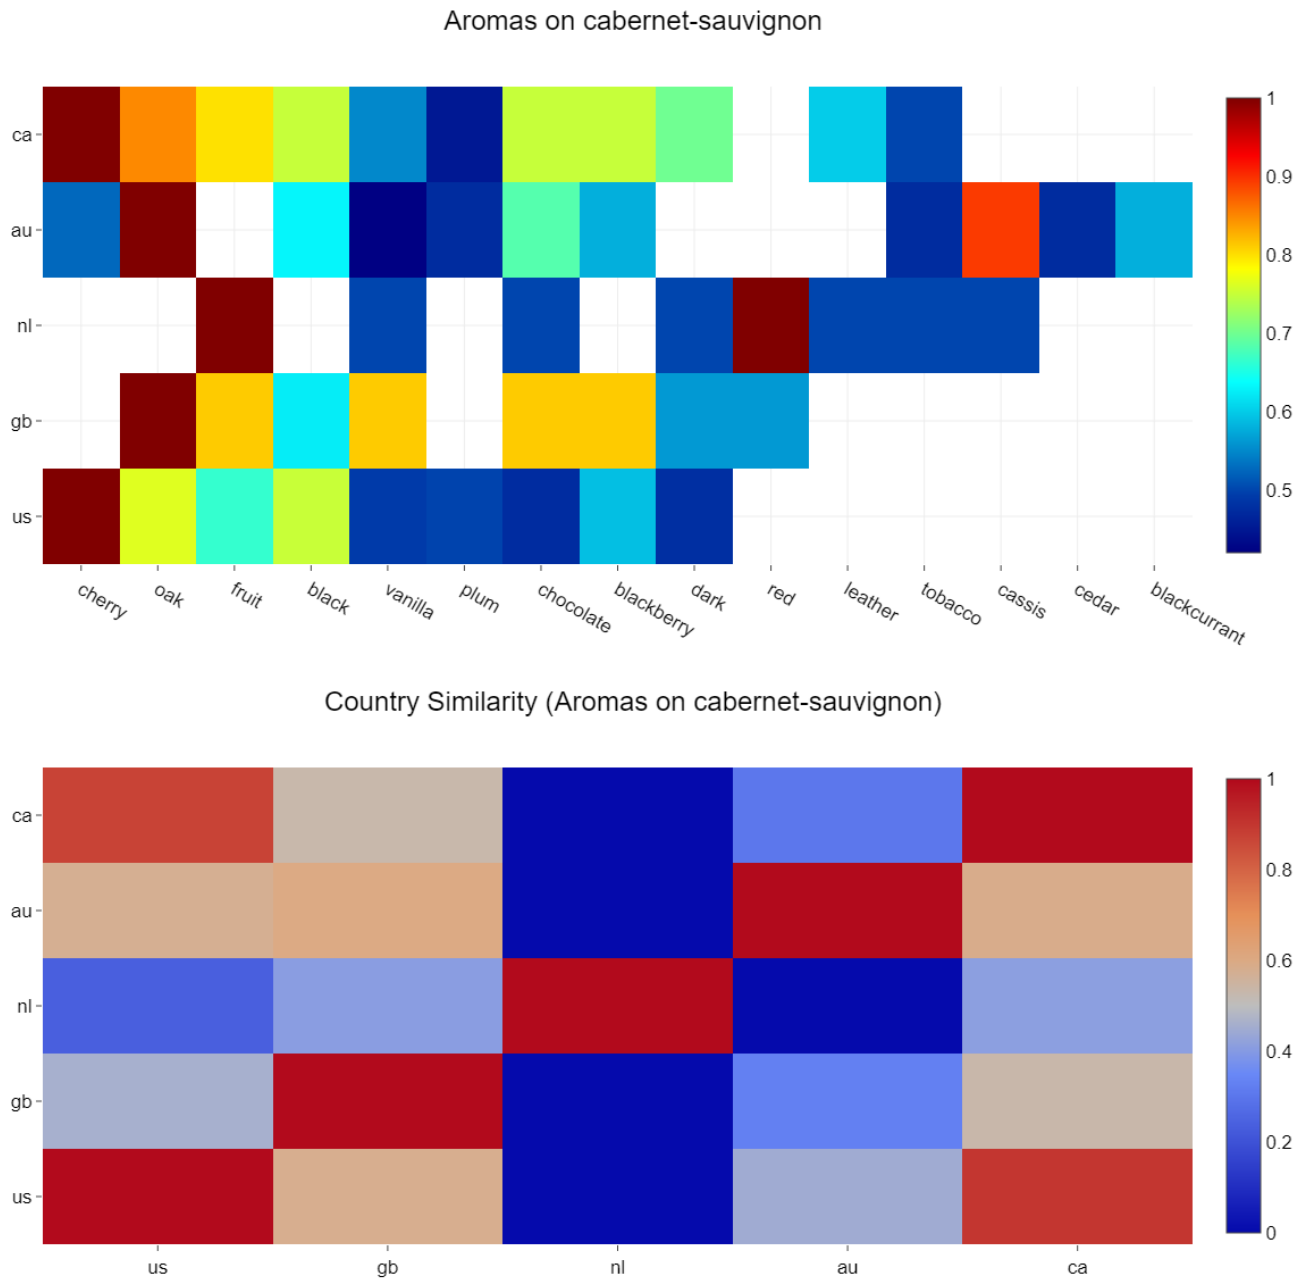 Aromas on cabernet-sauvignon
ca
au
nl
gb
us
cherry
oak
fruit
black
vanilla
plum
chocolate
blackberry
dark
red
leather
tobacco
cassis
cedar
blackcurrant
1
0.9
0.8
0.7
0.6
0.5
Country Similarity (Aromas on cabernet-sauvignon)
ca
au
nl
gb
us
us
gb
nl
au
ca
1
0.8
0.6
0.4
0.2
0